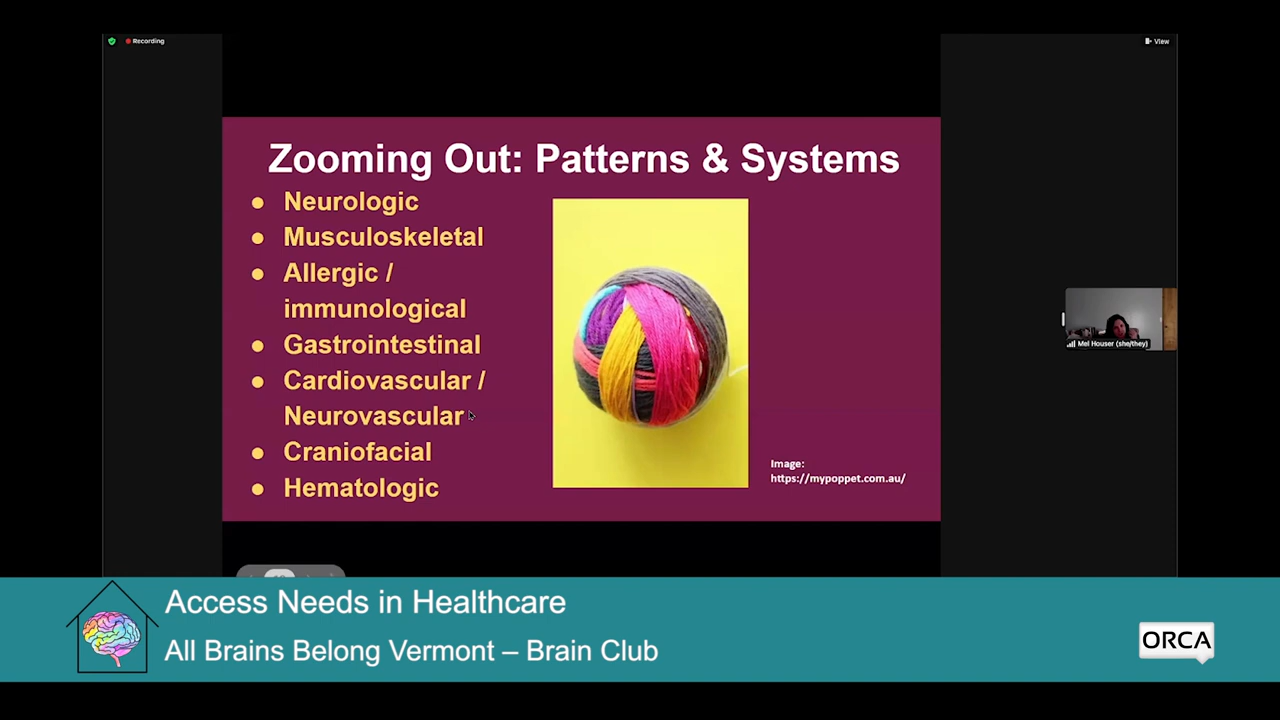 Recording
View
Zooming Out: Patterns & Systems
● Neurologic
● Musculoskeletal
● Allergic /
immunological
● Gastrointestinal
● Cardiovascular /
Neurovascular
● Craniofacial
● Hematologic
Image:
https://mypoppet.com.au/
Mel Houser (she/they)
Access Needs in Healthcare
All Brains Belong Vermont – Brain Club
ORCA